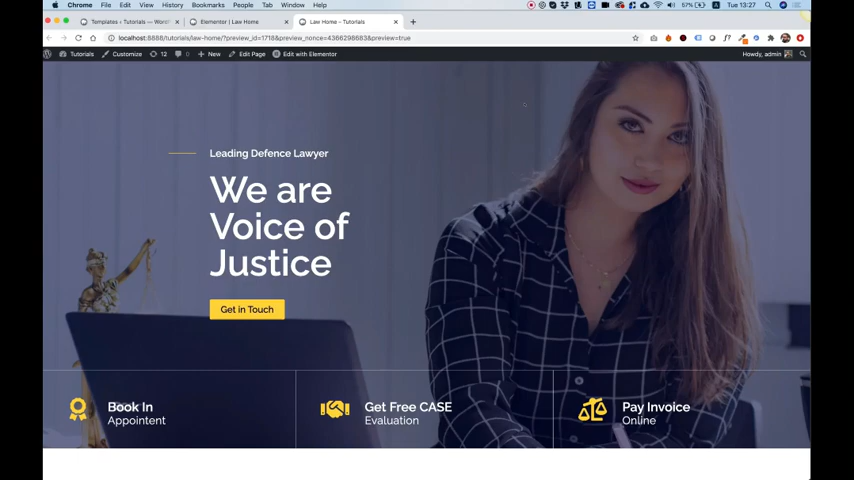 Chrome File Edit View History Bookmarks People Tab Window Help 57% Tue 13:27
Templates ‹ Tutorials — Word
Elementor | Law Home
Law Home – Tutorials
localhost:8888/tutorials/law-home/?preview_id=1718&preview_nonce=4366298683&preview=true
Tutorials Customize 12 0 New Edit Page Edit with Elementor Howdy, admin
Leading Defence Lawyer
We are
Voice of
Justice
Get in Touch
Book In
Appointent
Get Free CASE
Evaluation
Pay Invoice
Online